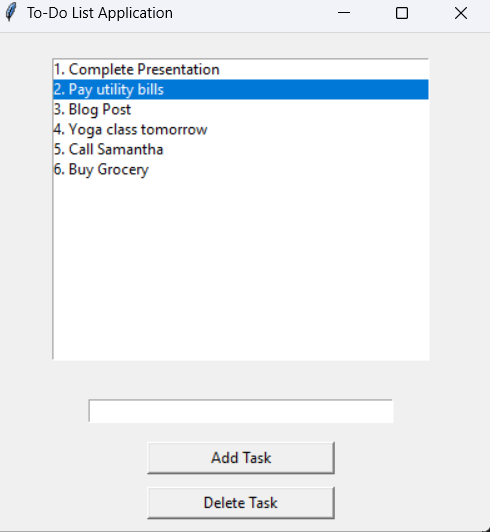 To-Do List Application
1. Complete Presentation
2. Pay utility bills
3. Blog Post
4. Yoga class tomorrow
5. Call Samantha
6. Buy Grocery
Add Task
Delete Task